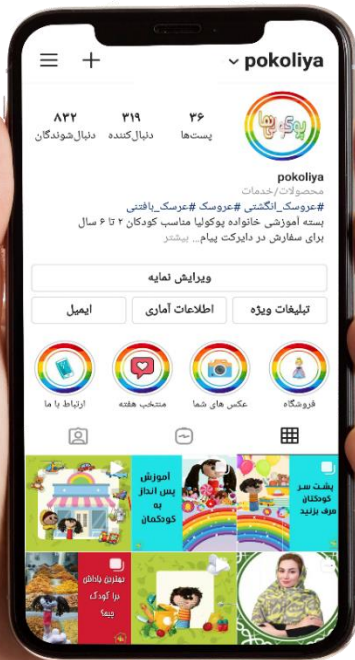 pokoliya
۳۶
۳۱۹
۸۳۲
پست‌ها
دنبال‌کننده
دنبال‌شوندگان
pokoliya
محصولات/خدمات
#عروسک_انگشتی #عروسک #عرسک_بافتنی
بسته آموزشی خانواده پوکولیا مناسب کودکان ۲ تا ۶ سال
برای سفارش در دایرکت پیام... بیشتر
ویرایش نمایه
تبلیغات ویژه
اطلاعات آماری
ایمیل
فروشگاه
عکس های شما
منتخب هفته
ارتباط با ما
پشت سر
کودکتان
حرف بزنید
آموزش
پس انداز
به
کودکمان
بهترین پاداش
برا کودک
چیه؟